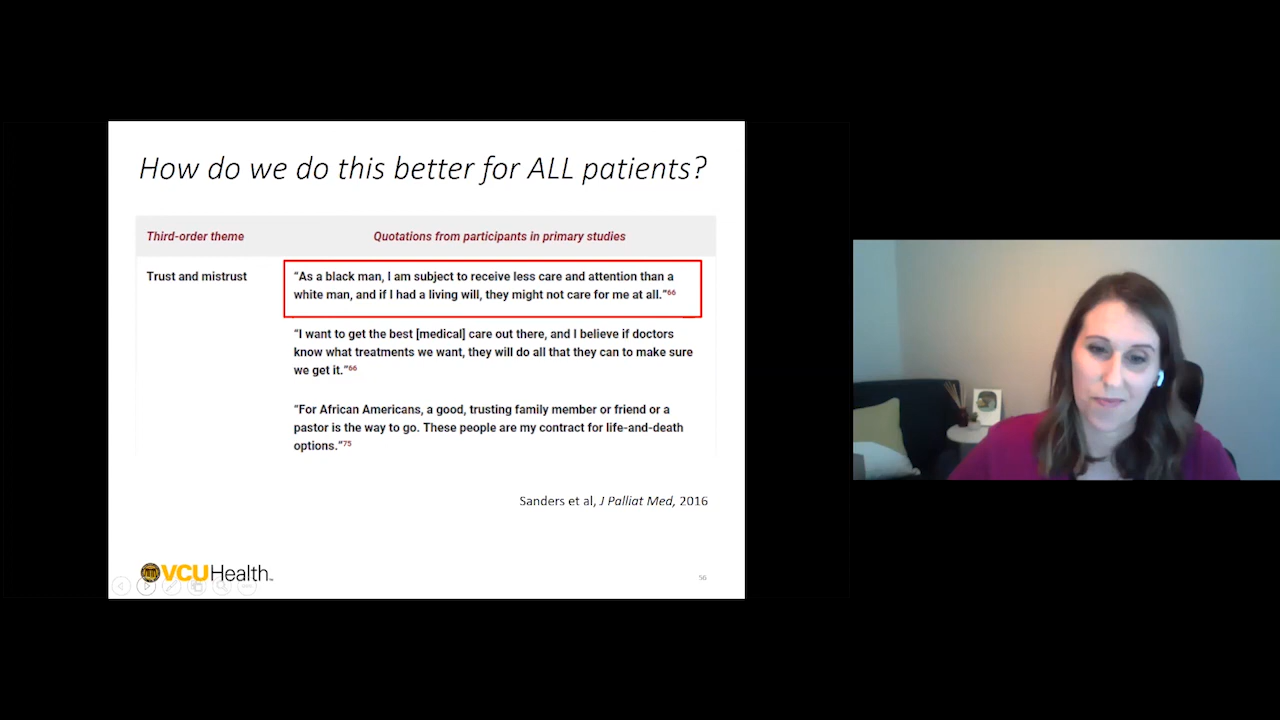 How do we do this better for ALL patients?
Third-order theme
Quotations from participants in primary studies
Trust and mistrust
“As a black man, I am subject to receive less care and attention than a
white man, and if I had a living will, they might not care for me at all.”66
“I want to get the best [medical] care out there, and I believe if doctors
know what treatments we want, they will do all that they can to make sure
we get it.”66
“For African Americans, a good, trusting family member or friend or a
pastor is the way to go. These people are my contract for life-and-death
options.”75
Sanders et al, J Palliat Med, 2016
VCUHealth™
56